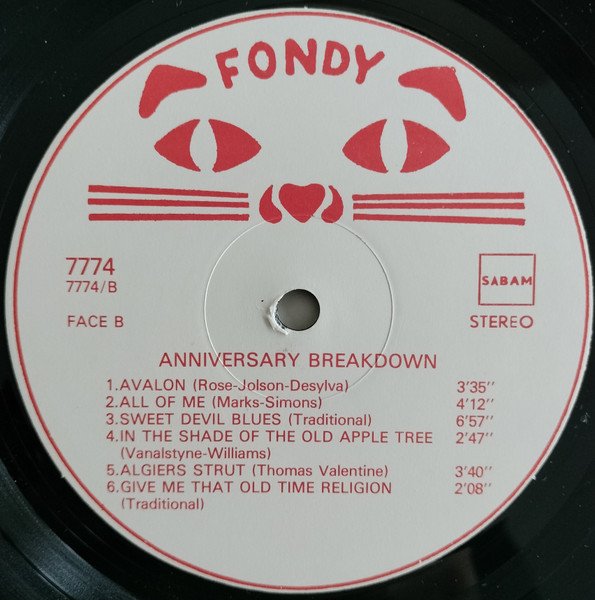 FONDY
7774
7774/B
SABAM
FACE B
STEREO
ANNIVERSARY BREAKDOWN
1.AVALON (Rose-Jolson-Desylva) 3'35''
2.ALL OF ME (Marks-Simons) 4'12''
3.SWEET DEVIL BLUES (Traditional) 6'57''
4.IN THE SHADE OF THE OLD APPLE TREE 2'47''
(Vanalstyne-Williams)
5.ALGIERS STRUT (Thomas Valentine) 3'40''
6.GIVE ME THAT OLD TIME RELIGION 2'08''
(Traditional)